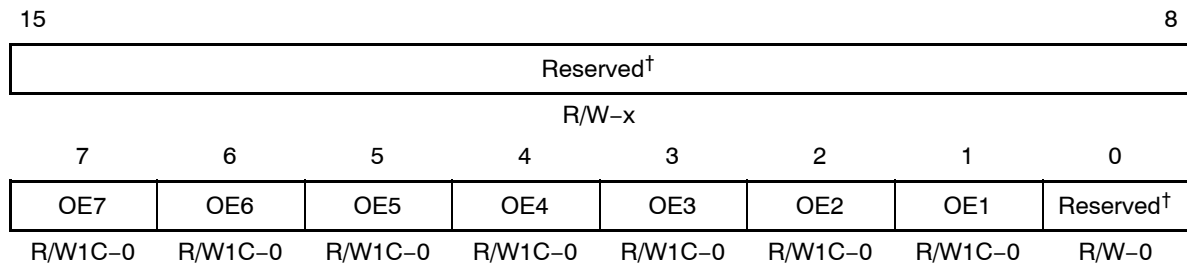 15 8
Reserved†
R/W−x
7 6 5 4 3 2 1 0
OE7 OE6 OE5 OE4 OE3 OE2 OE1 Reserved†
R/W1C−0 R/W1C−0 R/W1C−0 R/W1C−0 R/W1C−0 R/W1C−0 R/W1C−0 R/W−0